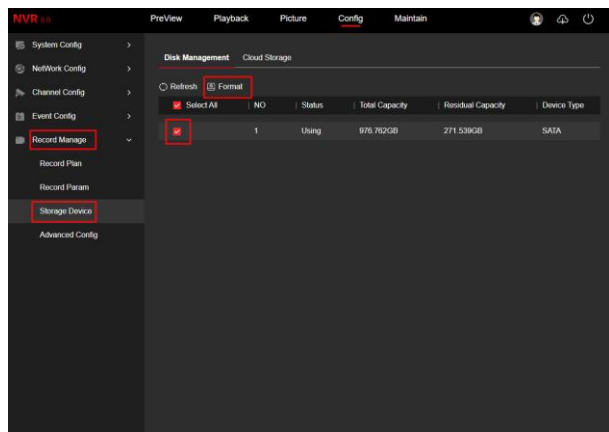 NVR 5.0 PreView Playback Picture Config Maintain
System Config
NetWork Config
Channel Config
Event Config
Record Manage
Record Plan
Record Param
Storage Device
Advanced Config
Disk Management Cloud Storage
Refresh Format
Select All NO Status Total Capacity Residual Capacity Device Type
1 Using 976.762GB 271.539GB SATA